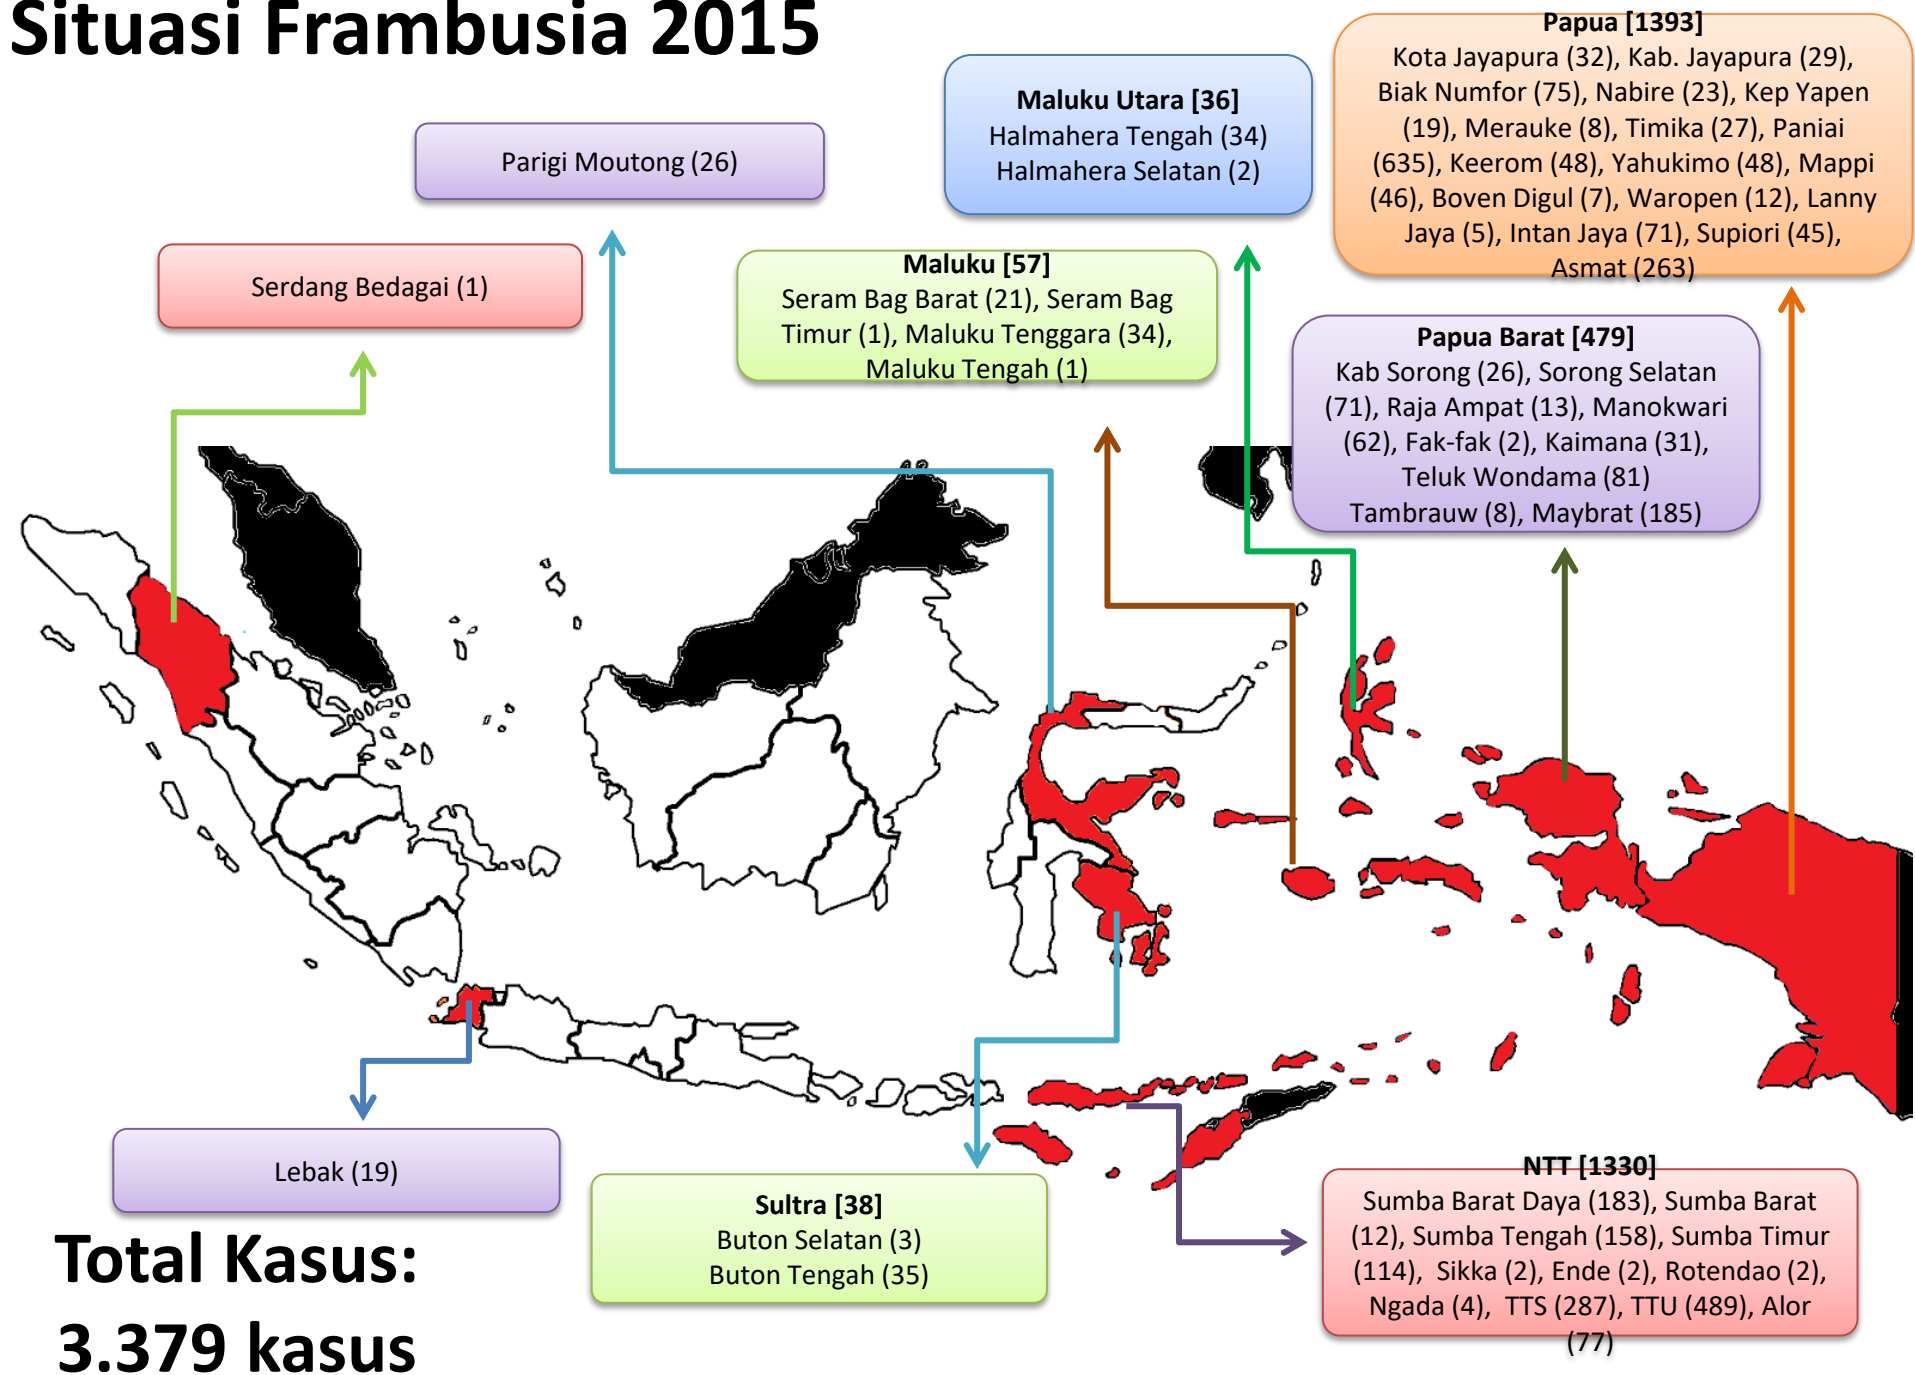 Situasi Frambusia 2015
Papua [1393]
Kota Jayapura (32), Kab. Jayapura (29),
Biak Numfor (75), Nabire (23), Kep Yapen
(19), Merauke (8), Timika (27), Paniai
(635), Keerom (48), Yahukimo (48), Mappi
(46), Boven Digul (7), Waropen (12), Lanny
Jaya (5), Intan Jaya (71), Supiori (45),
Asmat (263)
Maluku Utara [36]
Halmahera Tengah (34)
Halmahera Selatan (2)
Parigi Moutong (26)
Serdang Bedagai (1)
Maluku [57]
Seram Bag Barat (21), Seram Bag
Timur (1), Maluku Tenggara (34),
Maluku Tengah (1)
Papua Barat [479]
Kab Sorong (26), Sorong Selatan
(71), Raja Ampat (13), Manokwari
(62), Fak-fak (2), Kaimana (31),
Teluk Wondama (81)
Tambrauw (8), Maybrat (185)
Lebak (19)
Sultra [38]
Buton Selatan (3)
Buton Tengah (35)
NTT [1330]
Sumba Barat Daya (183), Sumba Barat
(12), Sumba Tengah (158), Sumba Timur
(114), Sikka (2), Ende (2), Rotendao (2),
Ngada (4), TTS (287), TTU (489), Alor
(77)
Total Kasus:
3.379 kasus